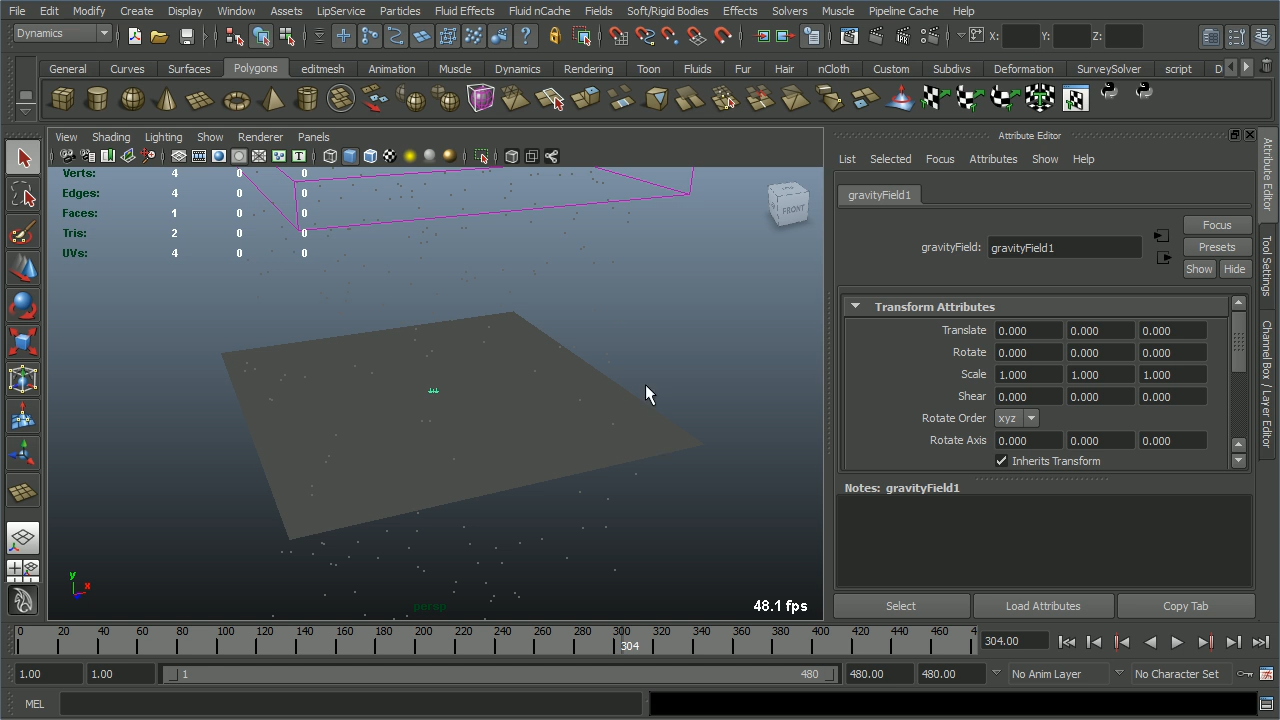 File Edit Modify Create Display Window Assets LipService Particles Fluid Effects Fluid nCache Fields Soft/Rigid Bodies Effects Solvers Muscle Pipeline Cache Help
Dynamics X: Y: Z:
General Curves Surfaces Polygons editmesh Animation Muscle Dynamics Rendering Toon Fluids Fur Hair nCloth Custom Subdivs Deformation SurveySolver script D
View Shading Lighting Show Renderer Panels
Verts: 4 0 0
Edges: 4 0 0
Faces: 1 0 0
Tris: 2 0 0
UVs: 4 0 0
FRONT
y
x
persp
48.1 fps
Attribute Editor
List Selected Focus Attributes Show Help
gravityField1
Focus
gravityField: gravityField1
Presets
Show Hide
Transform Attributes
Translate 0.000 0.000 0.000
Rotate 0.000 0.000 0.000
Scale 1.000 1.000 1.000
Shear 0.000 0.000 0.000
Rotate Order xyz
Rotate Axis 0.000 0.000 0.000
Inherits Transform
Notes: gravityField1
Select Load Attributes Copy Tab
Attribute Editor
Tool Settings
Channel Box / Layer Editor
0 20 40 60 80 100 120 140 160 180 200 220 240 260 280 300 320 340 360 380 400 420 440 460 4
304
304.00
1.00 1.00 1 480 480.00 480.00 No Anim Layer No Character Set
MEL